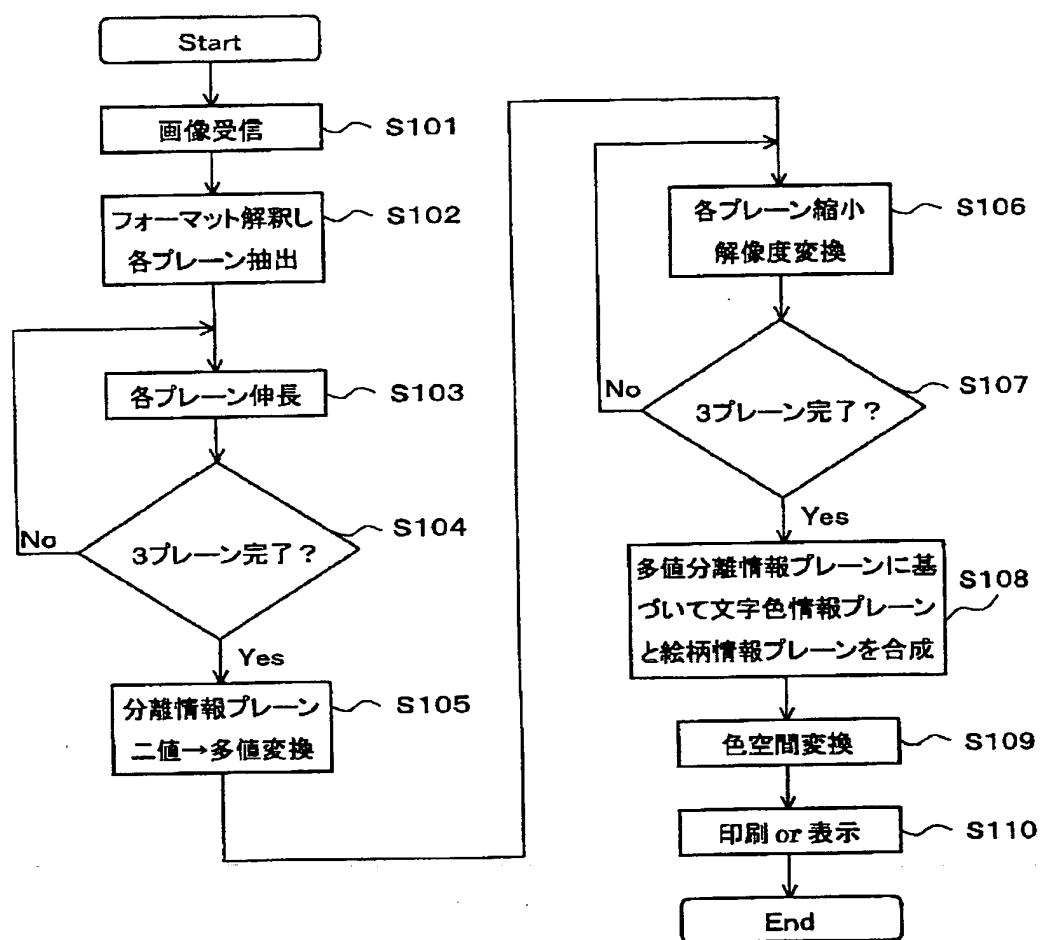 Start
画像受信
S101
フォーマット解釈し
各プレーン抽出
S102
各プレーン伸長
S103
3プレーン完了？
S104
No
Yes
分離情報プレーン
二値→多値変換
S105
各プレーン縮小
解像度変換
S106
3プレーン完了？
S107
No
Yes
多値分離情報プレーンに基
づいて文字色情報プレーン
と絵柄情報プレーンを合成
S108
色空間変換
S109
印刷 or 表示
S110
End